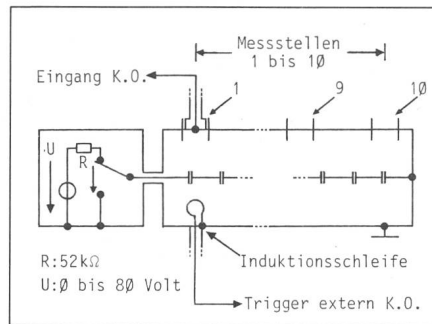 Messstellen
1 bis 1Ø
Eingang K.O.
1
9
1Ø
U
R
R:52kΩ
U:Ø bis 8Ø Volt
Induktionsschleife
Trigger extern K.O.